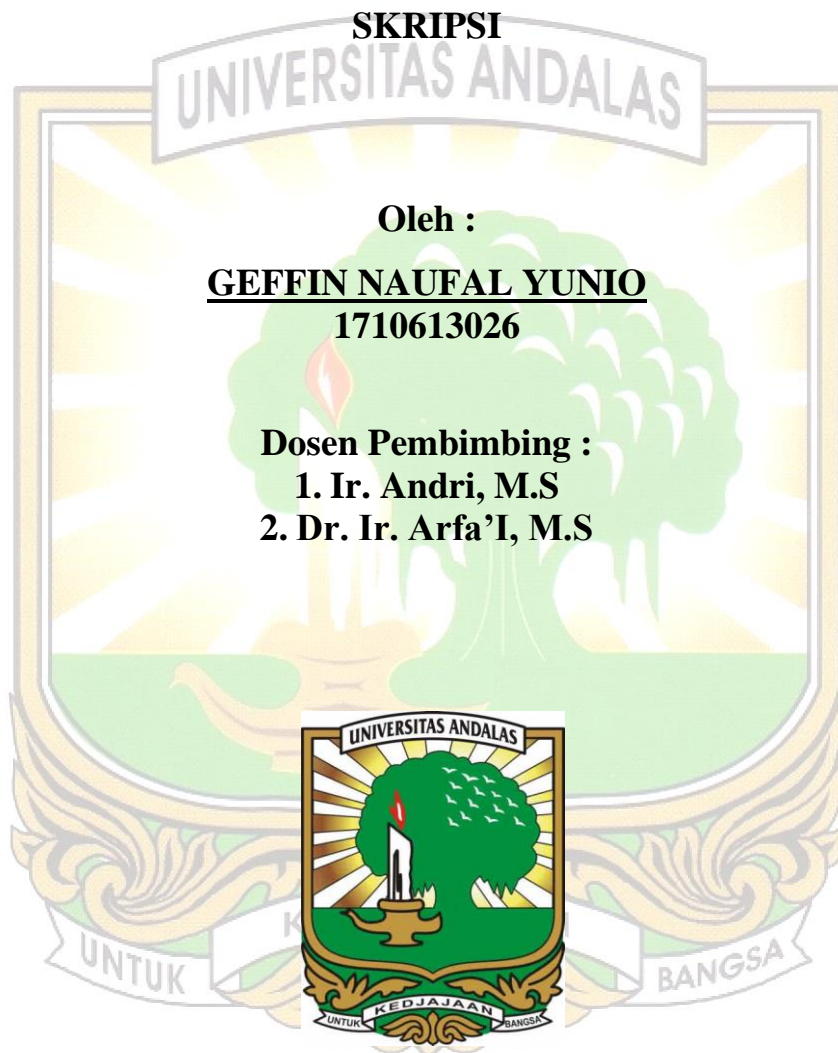 SKRIPSI
UNIVERSITAS ANDALAS
Oleh :
GEFFIN NAUFAL YUNIO
1710613026
Dosen Pembimbing :
1. Ir. Andri, M.S
2. Dr. Ir. Arfa’I, M.S
UNIVERSITAS ANDALAS
UNTUK KEDJAJAAN BANGSA
UNTUK BANGSA